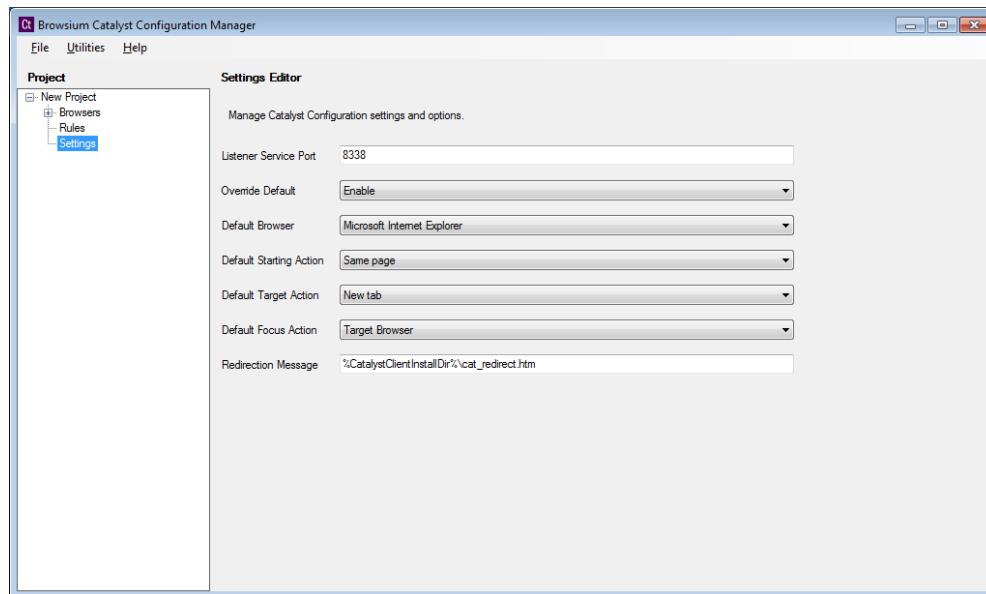 Ct Browsium Catalyst Configuration Manager
File Utilities Help
Project
New Project
Browsers
Rules
Settings
Settings Editor
Manage Catalyst Configuration settings and options.
Listener Service Port 8338
Override Default Enable
Default Browser Microsoft Internet Explorer
Default Starting Action Same page
Default Target Action New tab
Default Focus Action Target Browser
Redirection Message %CatalystClientInstallDir%\cat_redirect.htm